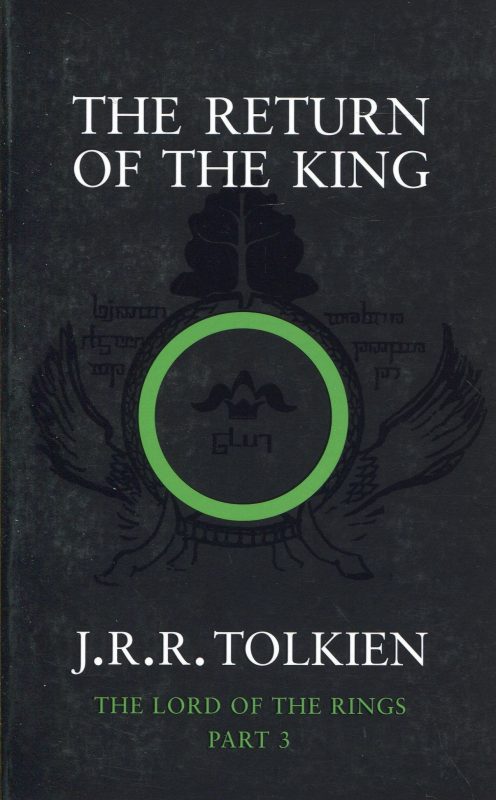 THE RETURN
OF THE KING
J.R.R. TOLKIEN
THE LORD OF THE RINGS
PART 3